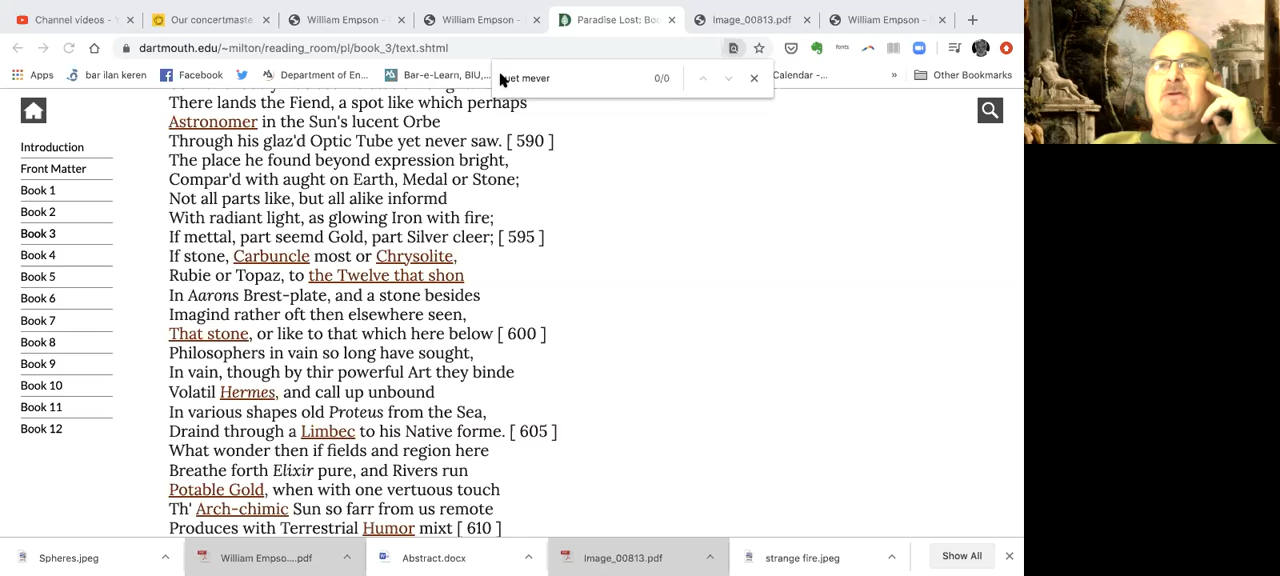 Channel videos - Y
Our concertmaste
William Empson -
William Empson -
Paradise Lost: Boo
Image_00813.pdf
William Empson -
dartmouth.edu/~milton/reading_room/pl/book_3/text.shtml
fonts
Apps
bar ilan keren
Facebook
Department of En...
Bar-e-Learn, BIU,...
uet mever
0/0
Calendar -...
»
Other Bookmarks
Introduction
Front Matter
Book 1
Book 2
Book 3
Book 4
Book 5
Book 6
Book 7
Book 8
Book 9
Book 10
Book 11
Book 12
There lands the Fiend, a spot like which perhaps
Astronomer in the Sun's lucent Orbe
Through his glaz'd Optic Tube yet never saw. [ 590 ]
The place he found beyond expression bright,
Compar'd with aught on Earth, Medal or Stone;
Not all parts like, but all alike informd
With radiant light, as glowing Iron with fire;
If mettal, part seemd Gold, part Silver cleer; [ 595 ]
If stone, Carbuncle most or Chrysolite,
Rubie or Topaz, to the Twelve that shon
In Aarons Brest-plate, and a stone besides
Imagind rather oft then elsewhere seen,
That stone, or like to that which here below [ 600 ]
Philosophers in vain so long have sought,
In vain, though by thir powerful Art they binde
Volatil Hermes, and call up unbound
In various shapes old Proteus from the Sea,
Draind through a Limbec to his Native forme. [ 605 ]
What wonder then if fields and region here
Breathe forth Elixir pure, and Rivers run
Potable Gold, when with one vertuous touch
Th' Arch-chimic Sun so farr from us remote
Produces with Terrestrial Humor mixt [ 610 ]
Spheres.jpeg
William Empso....pdf
Abstract.docx
Image_00813.pdf
strange fire.jpeg
Show All